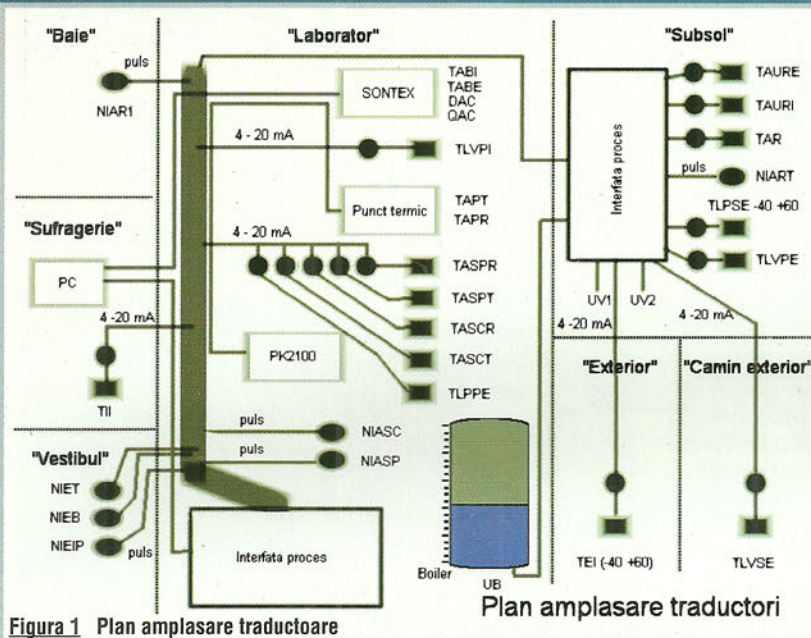 "Baie"
puls
NIAR1
"Sufragerie"
PC
4 -20 mA
TII
"Vestibul"
NIET
NIEB
NIEIP
puls
"Laborator"
SONTEX
TABI
TABE
DAC
QAC
4 - 20 mA
TLVPI
Punct termic
TAPT
TAPR
4 - 20 mA
TASPR
TASPT
TASCR
TASCT
TLPPE
PK2100
puls
NIASC
puls
NIASP
Interfata proces
Boiler
UB
"Subsol"
Interfata proces
TAURE
TAURI
TAR
puls
NIART
TLPSE -40 +60
TLVPE
UV1
UV2
4 -20 mA
4 -20 mA
"Exterior"
TEI (-40 +60)
"Camin exterior"
TLVSE
Plan amplasare traductori
Figura 1 Plan amplasare traductoare